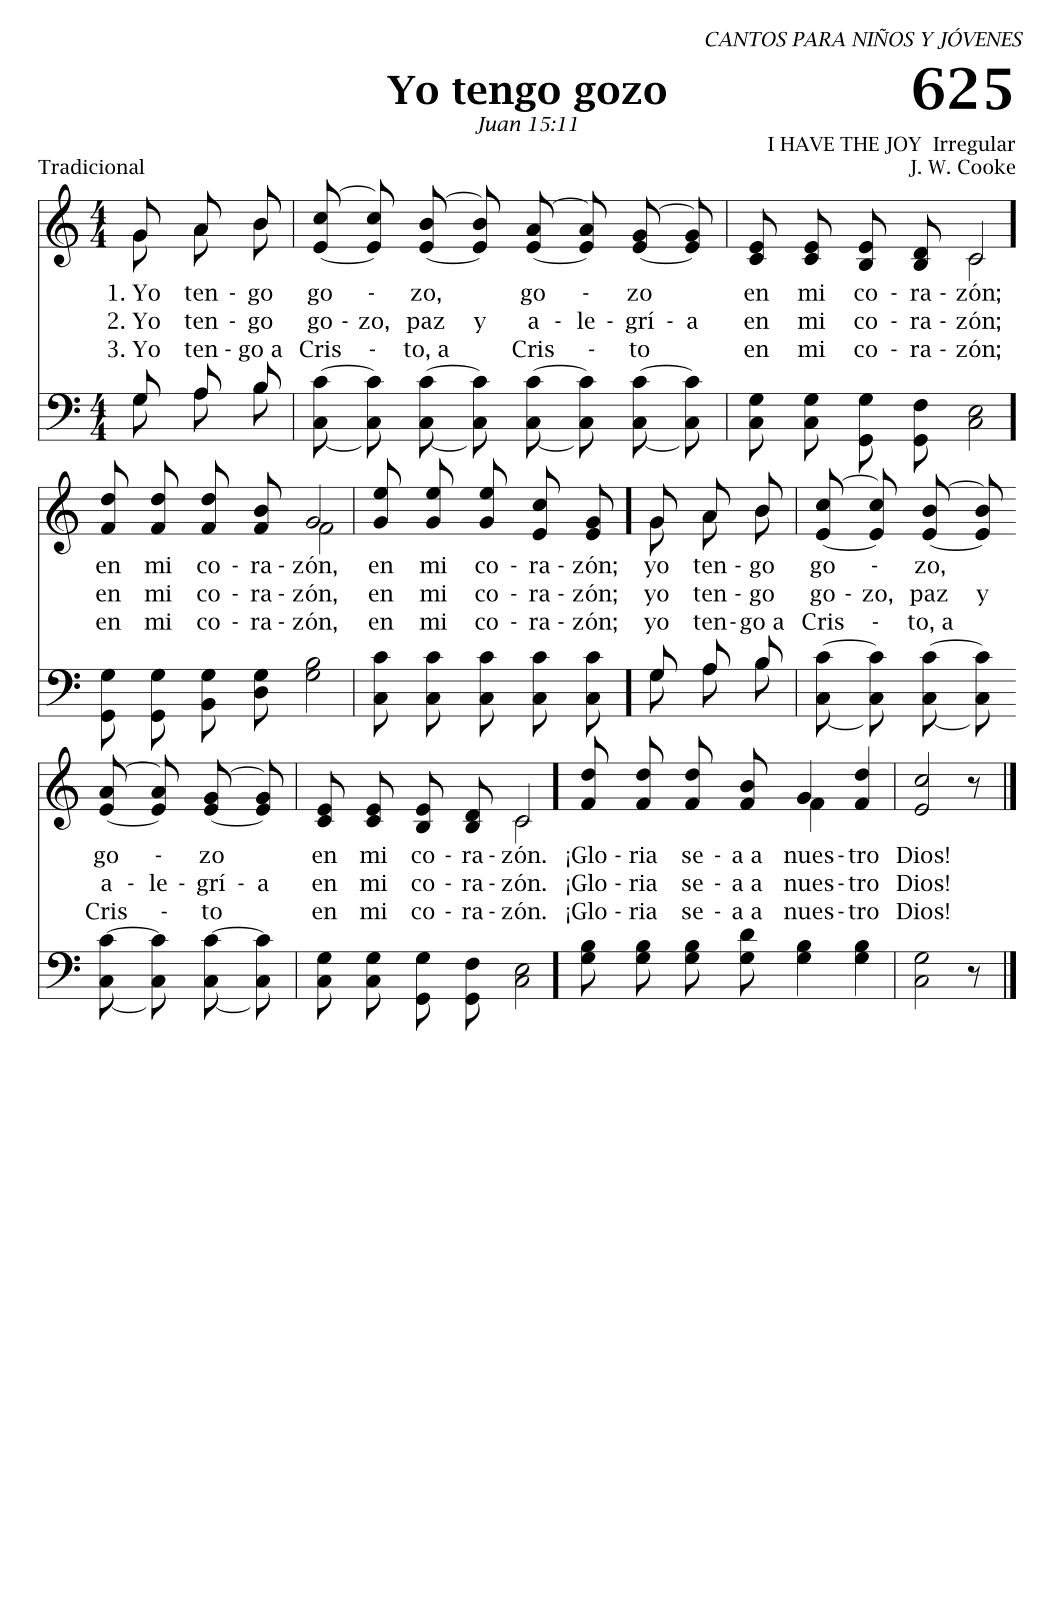 CANTOS PARA NIÑOS Y JÓVENES
Yo tengo gozo
625
Juan 15:11
I HAVE THE JOY  Irregular
Tradicional
J. W. Cooke
4
4
1. Yo ten - go go - zo, go - zo en mi co - ra - zón;
2. Yo ten - go go - zo, paz y a - le - grí - a en mi co - ra - zón;
3. Yo ten - go a Cris - to, a Cris - to en mi co - ra - zón;
4
4
en mi co - ra - zón, en mi co - ra - zón; yo ten - go go - zo,
en mi co - ra - zón, en mi co - ra - zón; yo ten - go go - zo, paz y
en mi co - ra - zón, en mi co - ra - zón; yo ten - go a Cris - to, a
go - zo en mi co - ra - zón. ¡Glo - ria se - a a nues - tro Dios!
a - le - grí - a en mi co - ra - zón. ¡Glo - ria se - a a nues - tro Dios!
Cris - to en mi co - ra - zón. ¡Glo - ria se - a a nues - tro Dios!